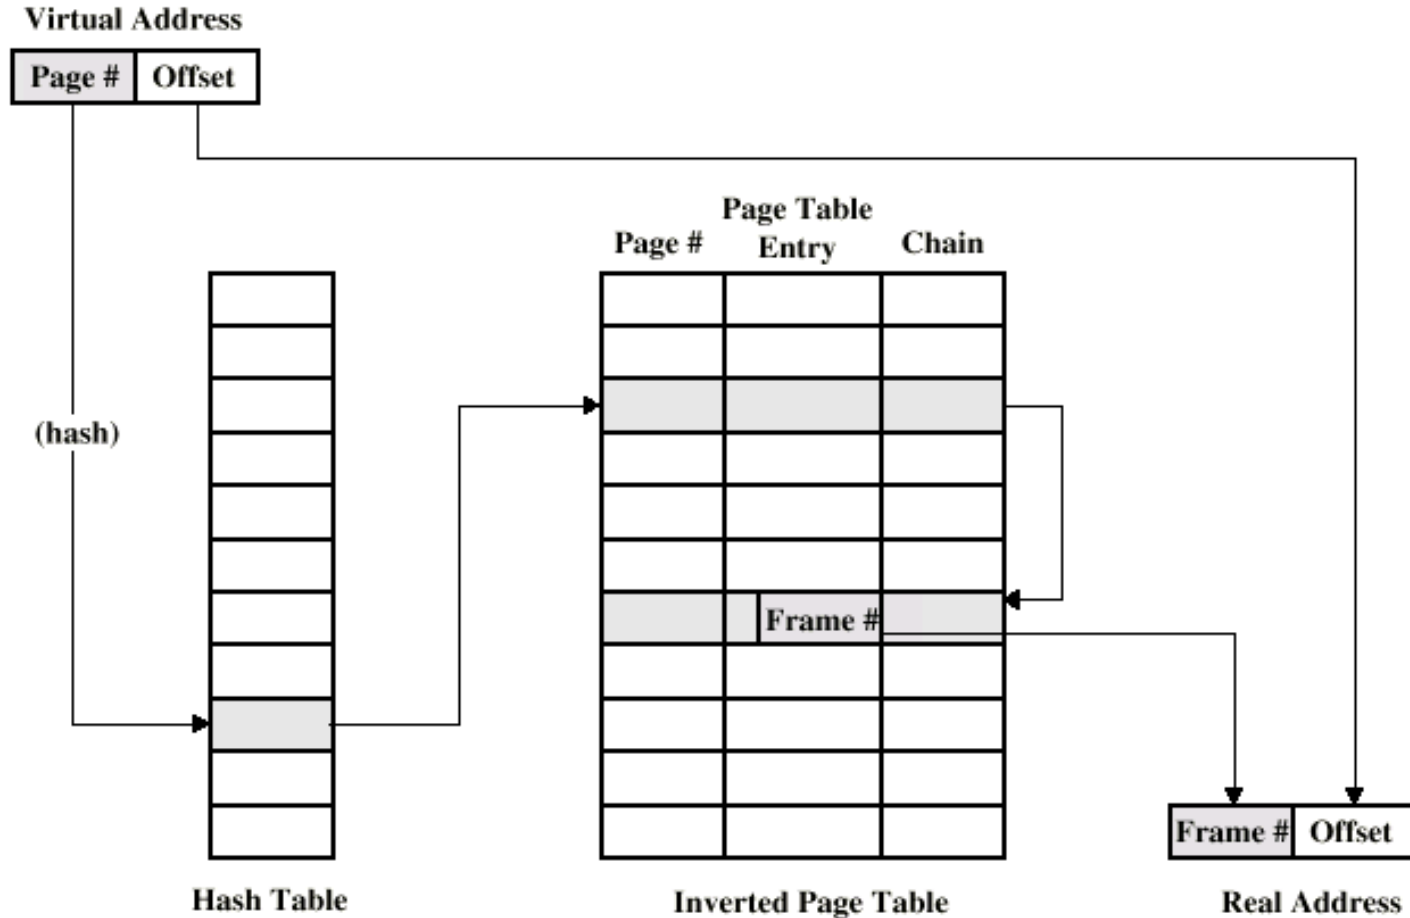 Virtual Address
Page # Offset
Page Table
Page # Entry Chain
(hash)
Frame #
Frame # Offset
Hash Table Inverted Page Table Real Address